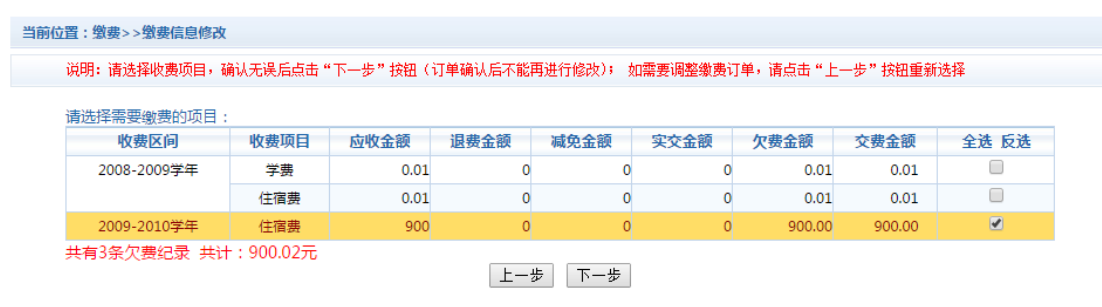 当前位置：缴费>>缴费信息修改
说明：请选择收费项目，确认无误后点击“下一步”按钮（订单确认后不能再进行修改）； 如需要调整缴费订单，请点击“上一步”按钮重新选择
请选择需要缴费的项目：
收费区间 收费项目 应收金额 退费金额 减免金额 实交金额 欠费金额 交费金额 全选 反选
2008-2009学年 学费 0.01 0 0 0 0.01 0.01
住宿费 0.01 0 0 0 0.01 0.01
2009-2010学年 住宿费 900 0 0 0 900.00 900.00
共有3条欠费纪录 共计：900.02元
上一步 下一步